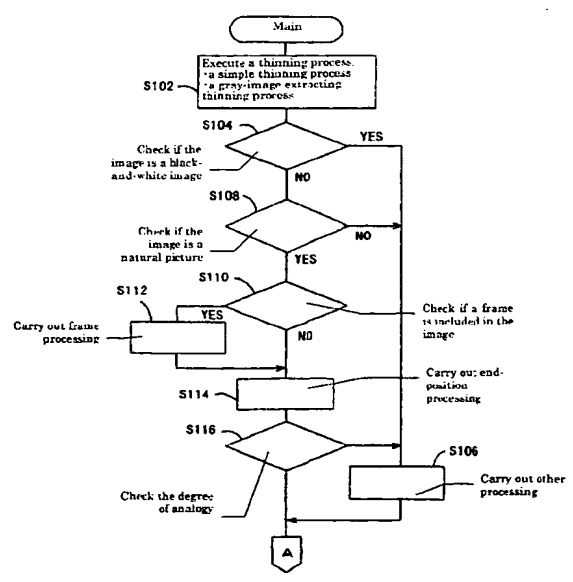 Main
Execute a thinning process.
·a simple thinning process
·a gray-image extracting
thinning process
S102
S104
YES
Check if the
image is a black-
and-white image
NO
S108
Check if the
image is a
natural picture
NO
YES
S110
S112
YES
Check if a frame
is included in the
image
Carry out frame
processing
NO
Carry out end-
position
processing
S114
S116
S106
Carry out other
processing
Check the degree
of analogy
A